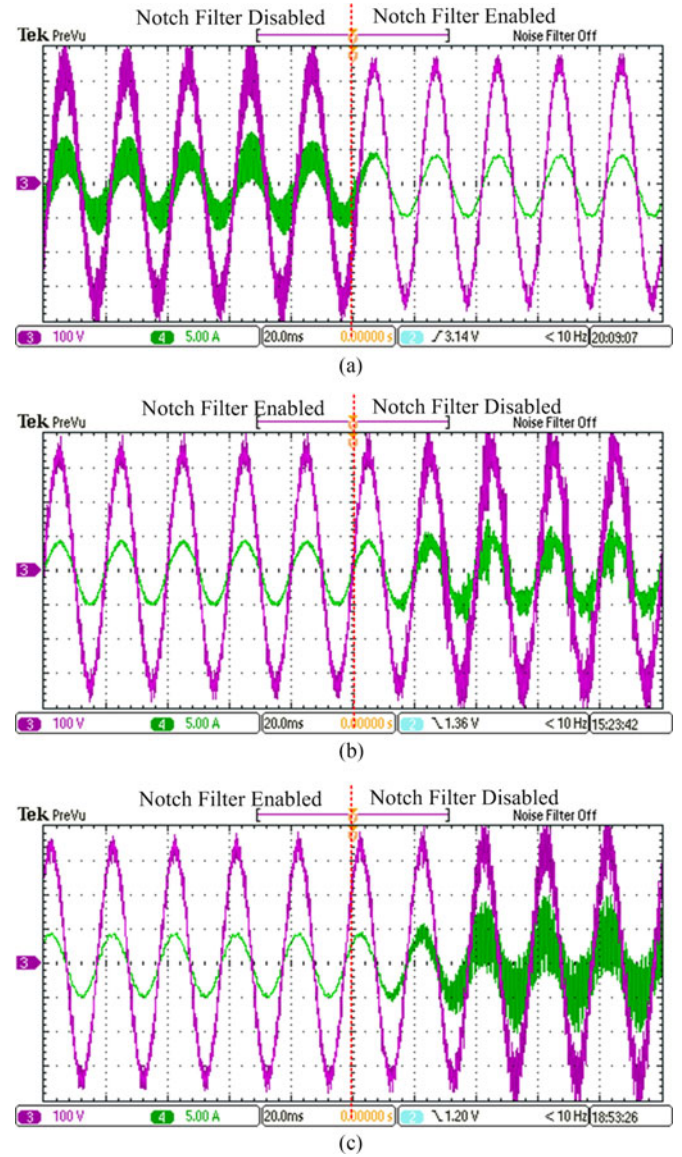 Notch Filter Disabled Notch Filter Enabled
Tek PreVu Noise Filter Off
3
3 100 V 4 5.00 A 20.0ms 0.00000 s 2 3.14 V < 10 Hz 20:09:07
(a)
Notch Filter Enabled Notch Filter Disabled
Tek PreVu Noise Filter Off
3
3 100 V 4 5.00 A 20.0ms 0.00000 s 2 1.36 V < 10 Hz 15:23:42
(b)
Notch Filter Enabled Notch Filter Disabled
Tek PreVu Noise Filter Off
3
3 100 V 4 5.00 A 20.0ms 0.00000 s 2 1.20 V < 10 Hz 18:53:26
(c)